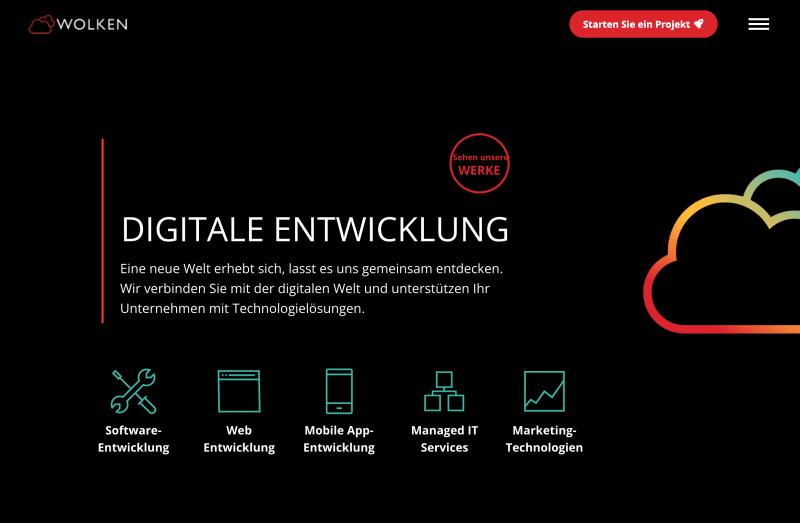 WOLKEN
Starten Sie ein Projekt
Sehen unsere
WERKE
DIGITALE ENTWICKLUNG
Eine neue Welt erhebt sich, lasst es uns gemeinsam entdecken.
Wir verbinden Sie mit der digitalen Welt und unterstützen Ihr
Unternehmen mit Technologielösungen.
Software-
Entwicklung
Web
Entwicklung
Mobile App-
Entwicklung
Managed IT
Services
Marketing-
Technologien